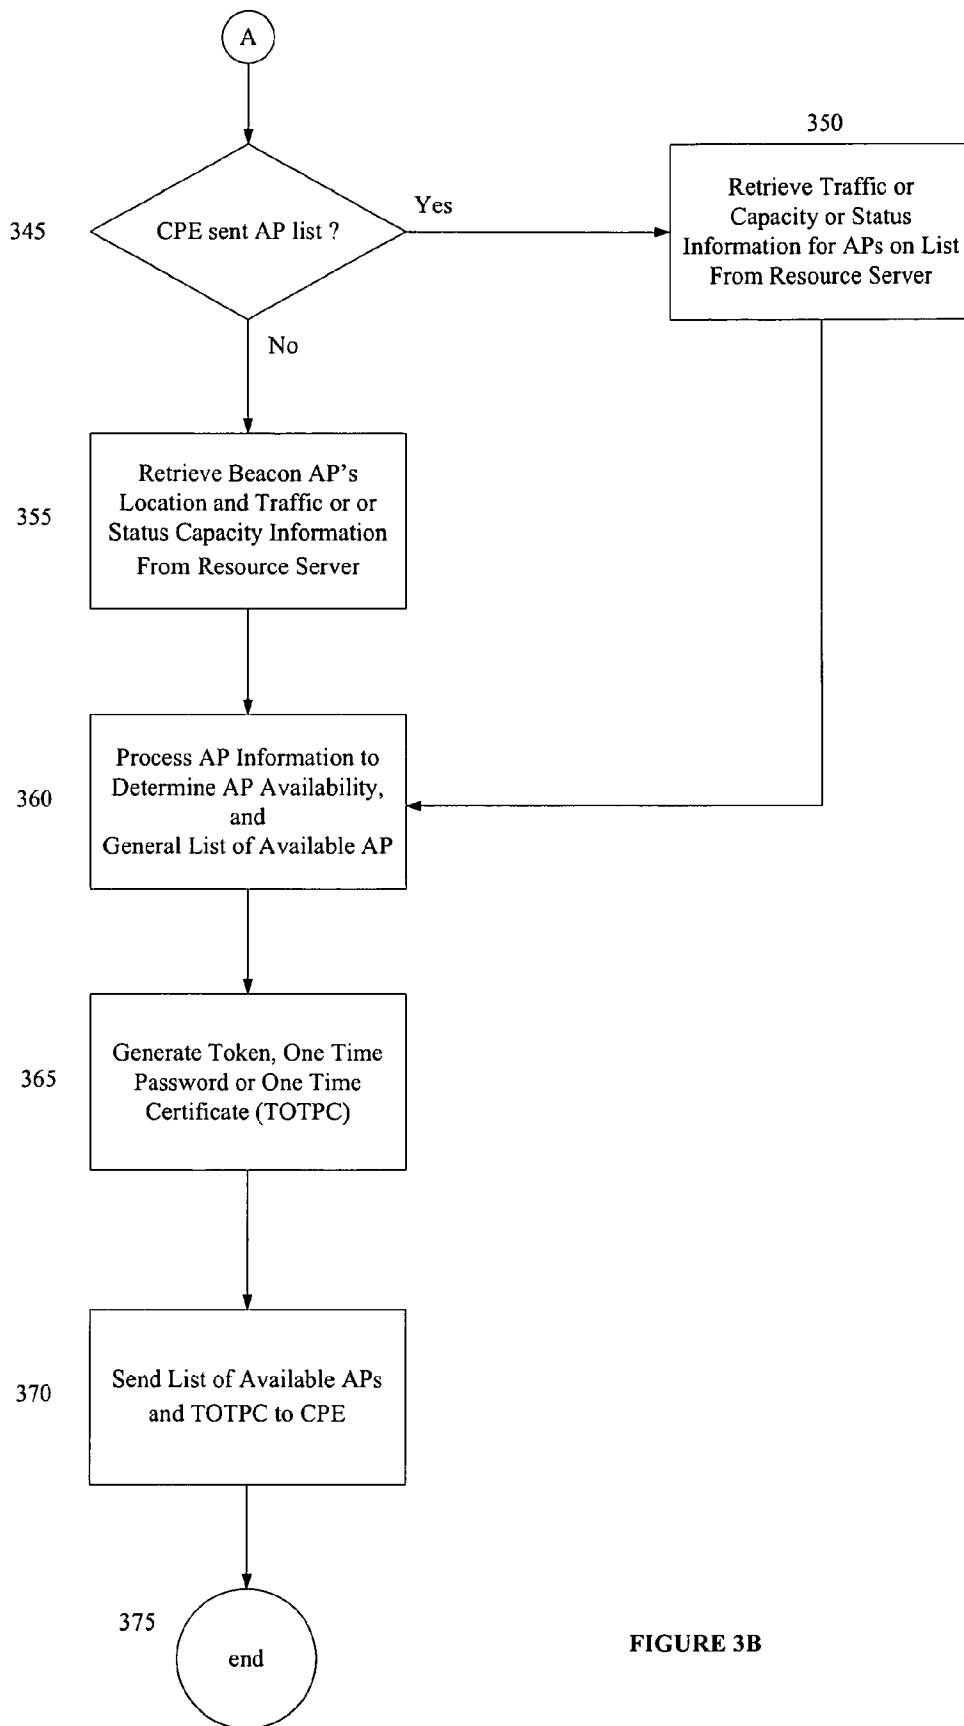 A
345
CPE sent AP list ?
Yes
No
350
Retrieve Traffic or
Capacity or Status
Information for APs on List
From Resource Server
355
Retrieve Beacon AP's
Location and Traffic or or
Status Capacity Information
From Resource Server
360
Process AP Information to
Determine AP Availability,
and
General List of Available AP
365
Generate Token, One Time
Password or One Time
Certificate (TOTPC)
370
Send List of Available APs
and TOTPC to CPE
375
end
FIGURE 3B